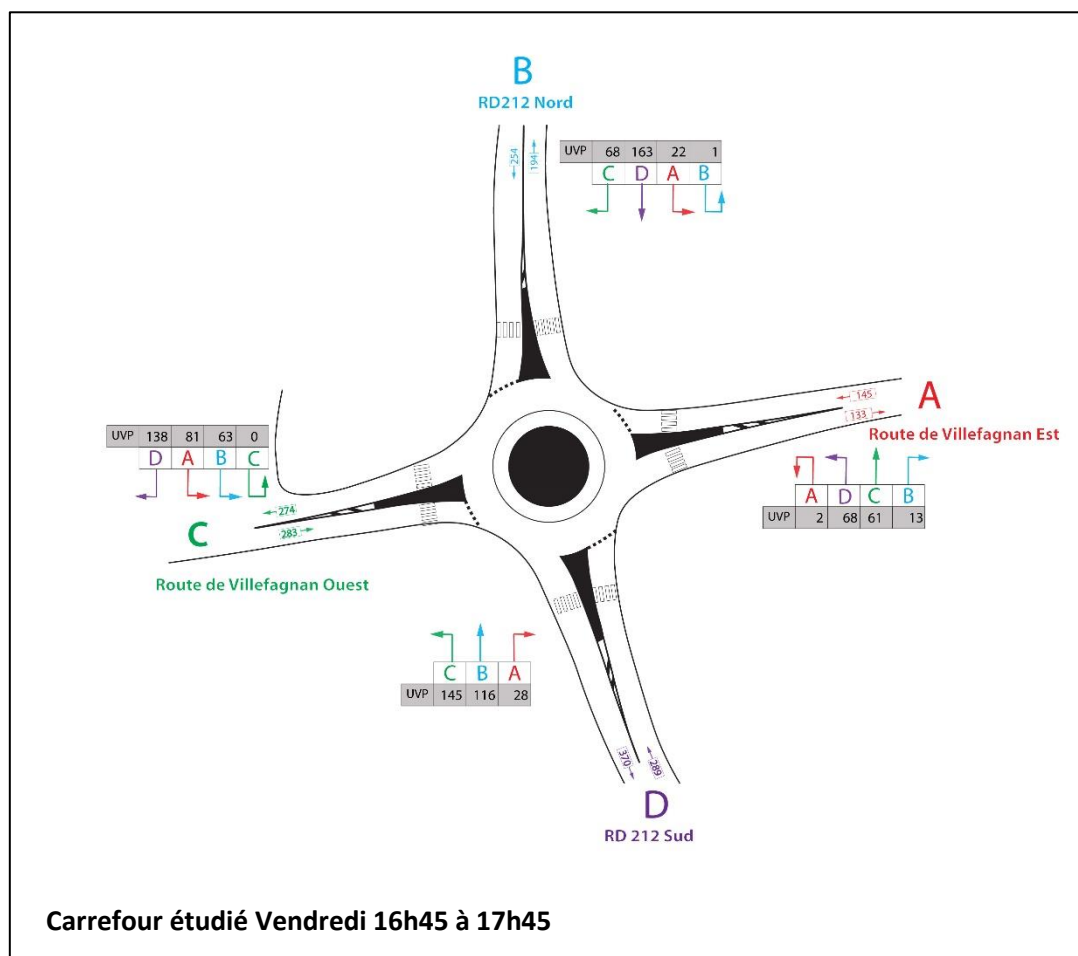 B
RD212 Nord
254
194
UVP 68 163 22 1
C D A B
145
133
A
Route de Villefagnan Est
A D C B
UVP 2 68 61 13
UVP 138 81 63 0
D A B C
274
283
C
Route de Villefagnan Ouest
C B A
UVP 145 116 28
370
289
D
RD 212 Sud
Carrefour étudié Vendredi 16h45 à 17h45